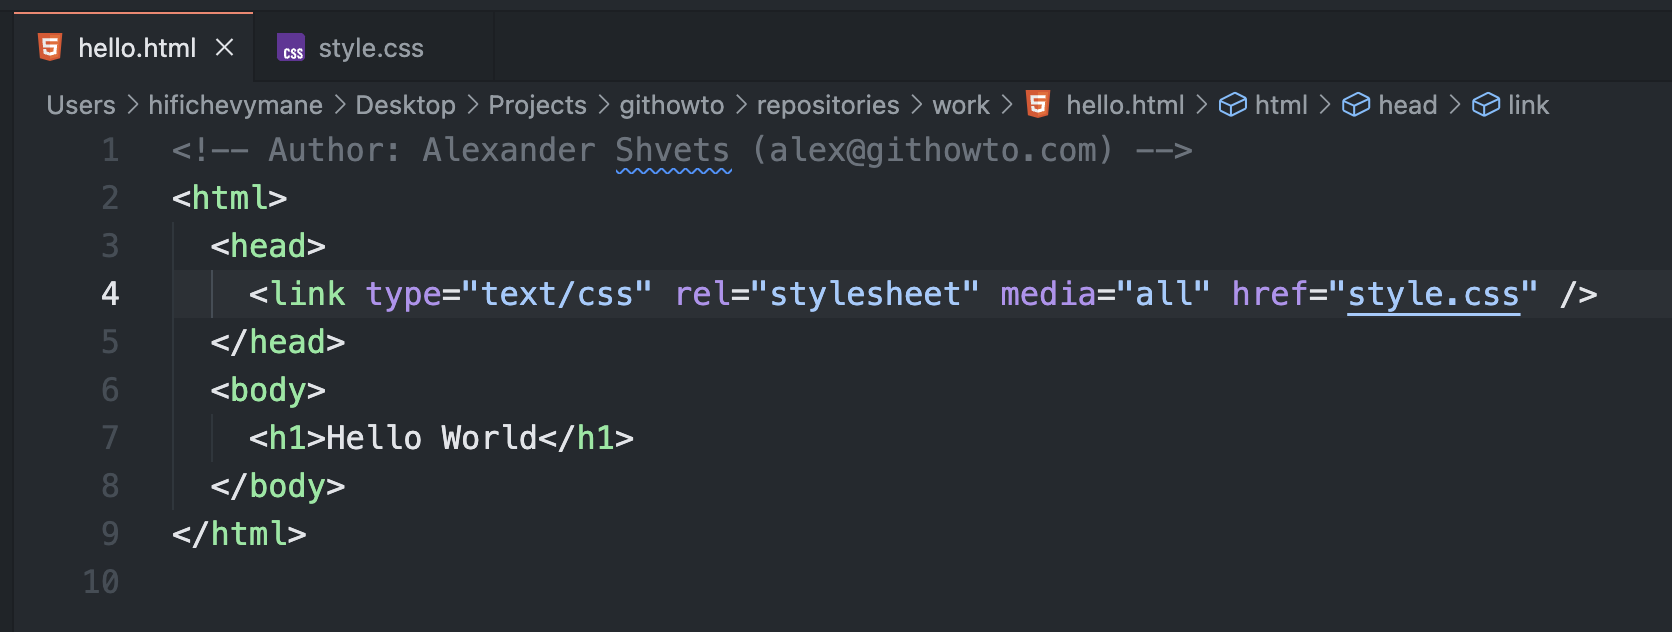 hello.html × style.css
Users > hifichevymane > Desktop > Projects > githowto > repositories > work > hello.html > html > head > link
1 <!-- Author: Alexander Shvets (alex@githowto.com) -->
2 <html>
3 <head>
4 <link type="text/css" rel="stylesheet" media="all" href="style.css" />
5 </head>
6 <body>
7 <h1>Hello World</h1>
8 </body>
9 </html>
10